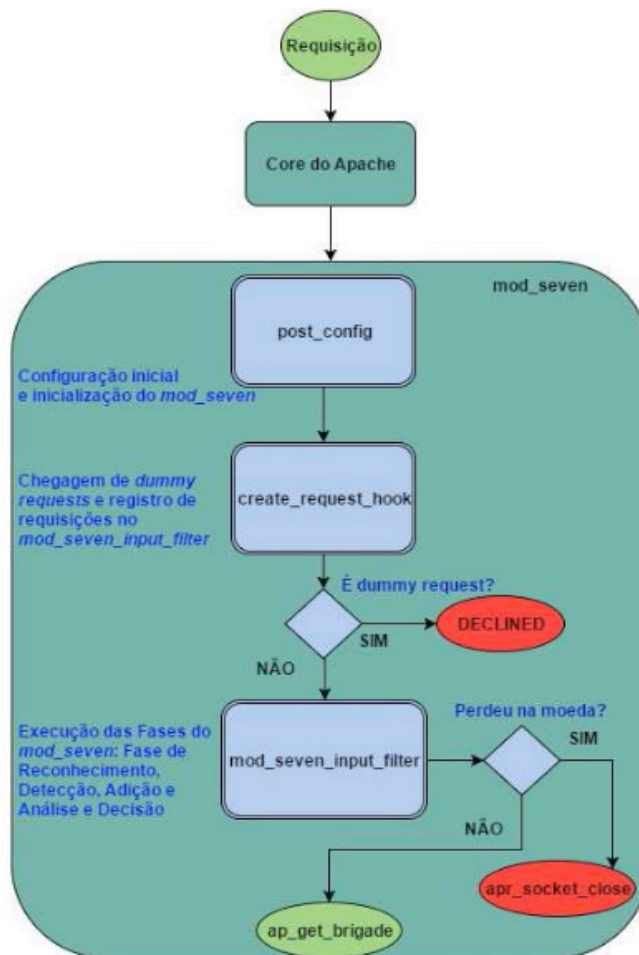 Requisição
Core do Apache
mod_seven
post_config
Configuração inicial
e inicialização do mod_seven
Chegagem de dummy
requests e registro de
requisições no
mod_seven_input_filter
create_request_hook
É dummy request?
DECLINED
SIM
NÃO
Execução das Fases do
mod_seven: Fase de
Reconhecimento,
Detecção, Adição e
Análise e Decisão
mod_seven_input_filter
Perdeu na moeda?
SIM
NÃO
apr_socket_close
ap_get_brigade